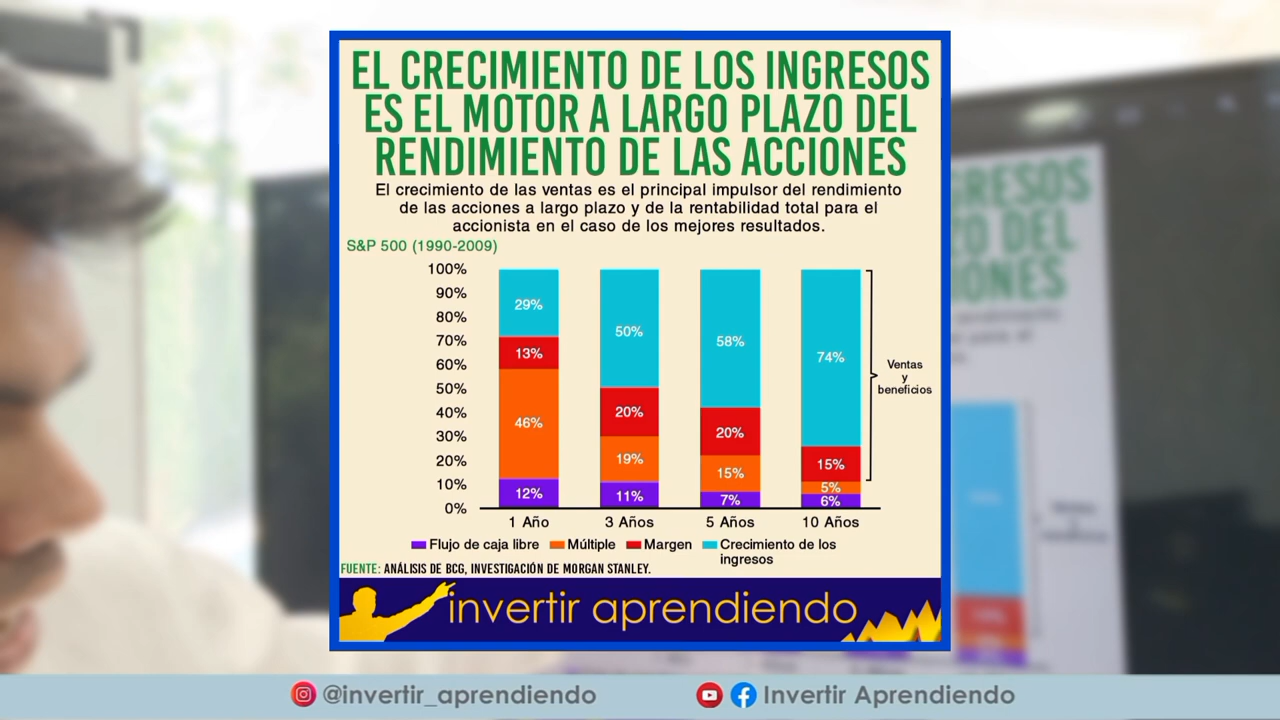 EL CRECIMIENTO DE LOS INGRESOS
ES EL MOTOR A LARGO PLAZO DEL
RENDIMIENTO DE LAS ACCIONES
El crecimiento de las ventas es el principal impulsor del rendimiento
de las acciones a largo plazo y de la rentabilidad total para el
accionista en el caso de los mejores resultados.
S&P 500 (1990-2009)
100%
90%
80%
70%
60%
50%
40%
30%
20%
10%
0%
29%
13%
46%
12%
50%
20%
19%
11%
58%
20%
15%
7%
74%
15%
5%
6%
Ventas
y
beneficios
1 Año 3 Años 5 Años 10 Años
Flujo de caja libre Múltiple Margen Crecimiento de los
ingresos
FUENTE: ANÁLISIS DE BCG, INVESTIGACIÓN DE MORGAN STANLEY.
invertir aprendiendo
GRESOS
ZO DEL
IONES
@invertir_aprendiendo Invertir Aprendiendo